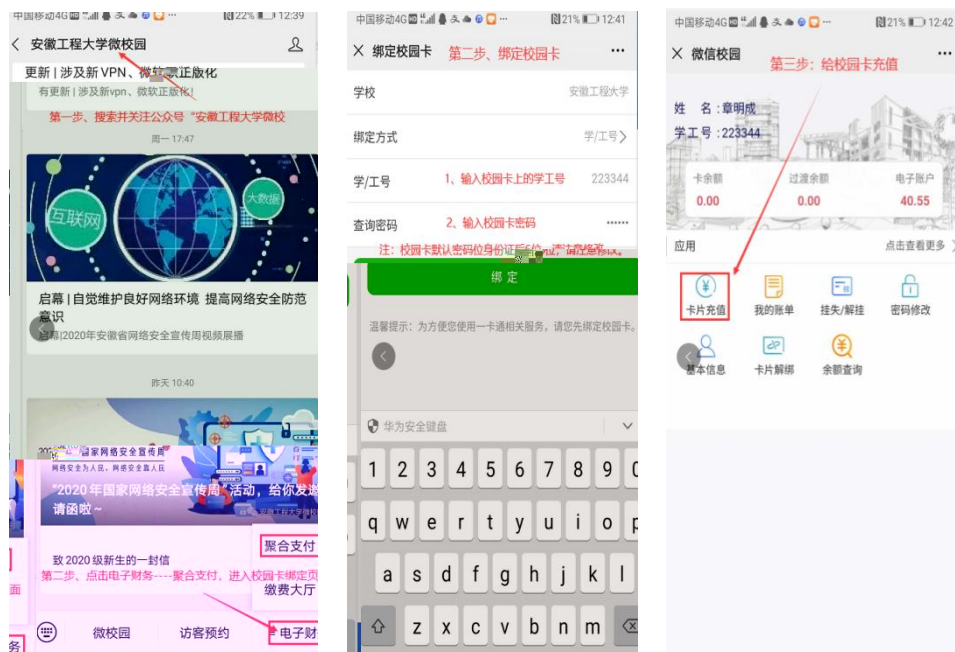 中国移动4G
22%
12:39
安徽工程大学微校园
更新 | 涉及新 VPN、微软正版化
有更新 | 涉及新vpn、微软正版化!
第一步、搜索并关注公众号“安徽工程大学微校
周一 17:47
互联网
大数据
启幕 | 自觉维护良好网络环境 提高网络安全防范
意识
启幕|2020年安徽省网络安全宣传周视频展播
昨天 10:40
国家网络安全宣传周
网络安全为人民,网络安全靠人民
“2020年国家网络安全宣传周”活动,给你发邀
请函啦~
致 2020 级新生的一封信
聚合支付
第二步、点击电子财务----聚合支付,进入校园卡绑定页
面
缴费大厅
微校园
访客预约
电子财
务
中国移动4G
21%
12:41
绑定校园卡
第二步、绑定校园卡
学校
安徽工程大学
绑定方式
学/工号
学/工号
1、输入校园卡上的学工号
223344
查询密码
2、输入校园卡密码
······
注:校园卡默认密码位身份证后6位
绑 定
温馨提示:为方便您使用一卡通相关服务,请您先绑定校园卡。
华为安全键盘
1 2 3 4 5 6 7 8 9
q w e r t y u i o p
a s d f g h j k l
z x c v b n m
中国移动4G
21%
12:42
微信校园
第三步:给校园卡充值
姓 名:章明成
学工号:223344
卡余额
过渡余额
电子账户
0.00
0.00
40.55
应用
点击查看更多
卡片充值
我的账单
挂失/解挂
密码修改
基本信息
卡片解绑
余额查询